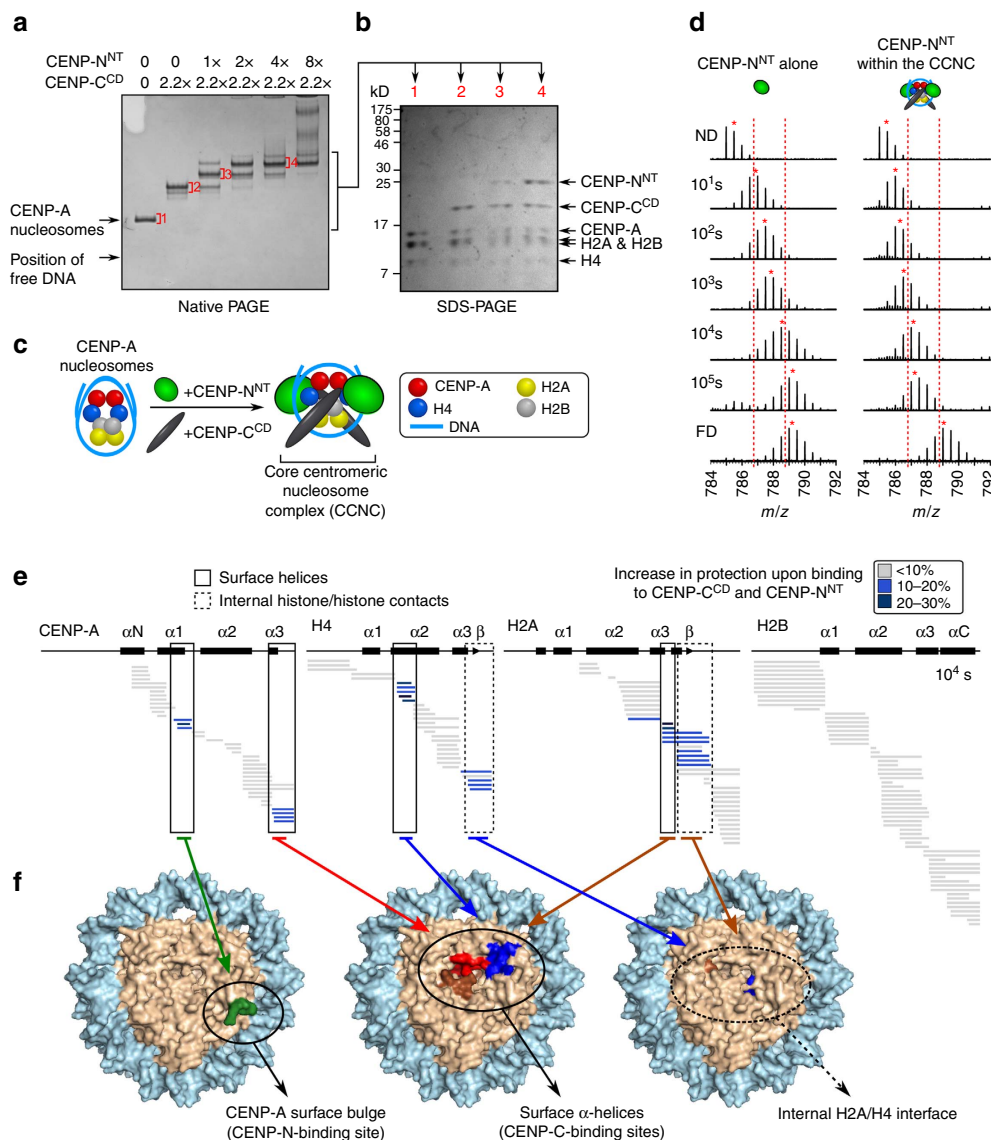 a
CENP-N^NT 0 0 1× 2× 4× 8×
CENP-C^CD 0 2.2× 2.2× 2.2× 2.2× 2.2×
1
2
3
4
CENP-A
nucleosomes
Position of
free DNA
Native PAGE
b
kD 1 2 3 4
175
80
58
46
30
25
17
7
CENP-N^NT
CENP-C^CD
CENP-A
H2A & H2B
H4
SDS-PAGE
c
CENP-A
nucleosomes
+CENP-N^NT
+CENP-C^CD
Core centromeric
nucleosome
complex (CCNC)
CENP-A H2A
H4 H2B
DNA
d
CENP-N^NT alone
CENP-N^NT
within the CCNC
ND
10^1s
10^2s
10^3s
10^4s
10^5s
FD
784 786 788 790 792
m/z
784 786 788 790 792
m/z
e
Surface helices
Internal histone/histone contacts
Increase in protection upon binding
to CENP-C^CD and CENP-N^NT
<10%
10–20%
20–30%
CENP-A αN α1 α2 α3
H4 α1 α2 α3 β
H2A α1 α2 α3 β
H2B α1 α2 α3 αC
10^4 s
f
CENP-A surface bulge
(CENP-N-binding site)
Surface α-helices
(CENP-C-binding sites)
Internal H2A/H4 interface